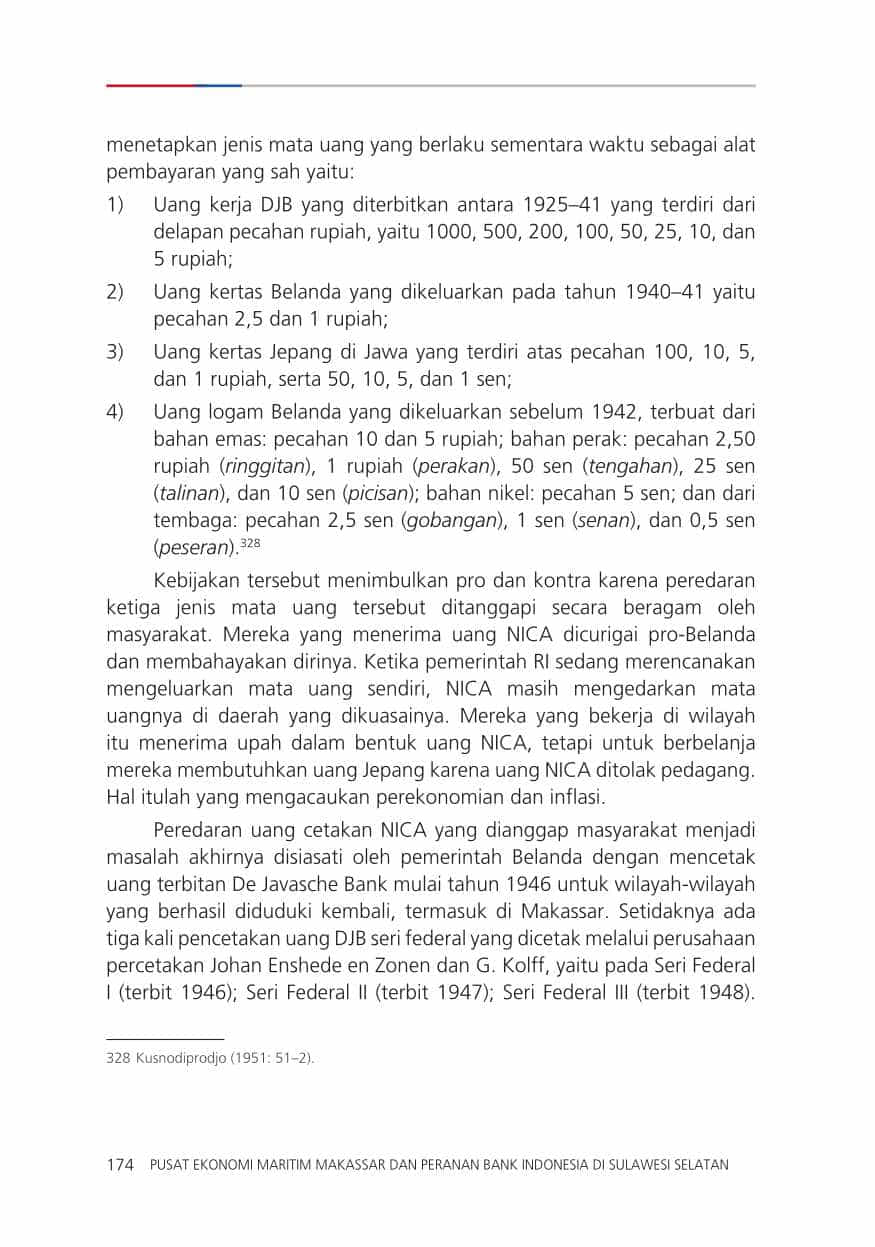 menetapkan jenis mata uang yang berlaku sementara waktu sebagai alat
pembayaran yang sah yaitu:
1) Uang kerja DJB yang diterbitkan antara 1925–41 yang terdiri dari
delapan pecahan rupiah, yaitu 1000, 500, 200, 100, 50, 25, 10, dan
5 rupiah;
2) Uang kertas Belanda yang dikeluarkan pada tahun 1940–41 yaitu
pecahan 2,5 dan 1 rupiah;
3) Uang kertas Jepang di Jawa yang terdiri atas pecahan 100, 10, 5,
dan 1 rupiah, serta 50, 10, 5, dan 1 sen;
4) Uang logam Belanda yang dikeluarkan sebelum 1942, terbuat dari
bahan emas: pecahan 10 dan 5 rupiah; bahan perak: pecahan 2,50
rupiah (ringgitan), 1 rupiah (perakan), 50 sen (tengahan), 25 sen
(talinan), dan 10 sen (picisan); bahan nikel: pecahan 5 sen; dan dari
tembaga: pecahan 2,5 sen (gobangan), 1 sen (senan), dan 0,5 sen
(peseran).328
Kebijakan tersebut menimbulkan pro dan kontra karena peredaran
ketiga jenis mata uang tersebut ditanggapi secara beragam oleh
masyarakat. Mereka yang menerima uang NICA dicurigai pro-Belanda
dan membahayakan dirinya. Ketika pemerintah RI sedang merencanakan
mengeluarkan mata uang sendiri, NICA masih mengedarkan mata
uangnya di daerah yang dikuasainya. Mereka yang bekerja di wilayah
itu menerima upah dalam bentuk uang NICA, tetapi untuk berbelanja
mereka membutuhkan uang Jepang karena uang NICA ditolak pedagang.
Hal itulah yang mengacaukan perekonomian dan inflasi.
Peredaran uang cetakan NICA yang dianggap masyarakat menjadi
masalah akhirnya disiasati oleh pemerintah Belanda dengan mencetak
uang terbitan De Javasche Bank mulai tahun 1946 untuk wilayah-wilayah
yang berhasil diduduki kembali, termasuk di Makassar. Setidaknya ada
tiga kali pencetakan uang DJB seri federal yang dicetak melalui perusahaan
percetakan Johan Enshede en Zonen dan G. Kolff, yaitu pada Seri Federal
I (terbit 1946); Seri Federal II (terbit 1947); Seri Federal III (terbit 1948).
328 Kusnodiprodjo (1951: 51–2).
174 PUSAT EKONOMI MARITIM MAKASSAR DAN PERANAN BANK INDONESIA DI SULAWESI SELATAN